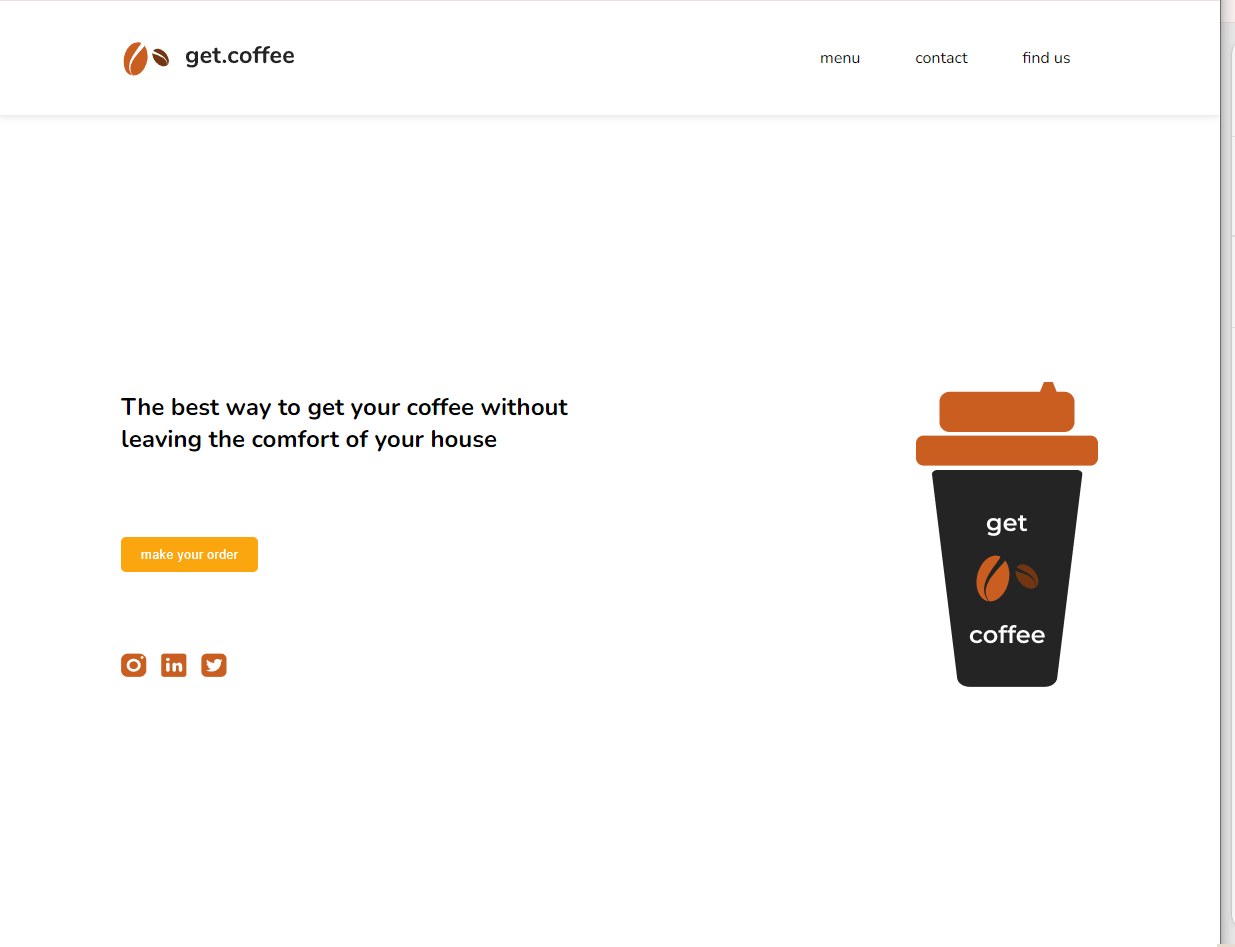 get.coffee
menu
contact
find us
The best way to get your coffee without
leaving the comfort of your house
make your order
in
get
coffee